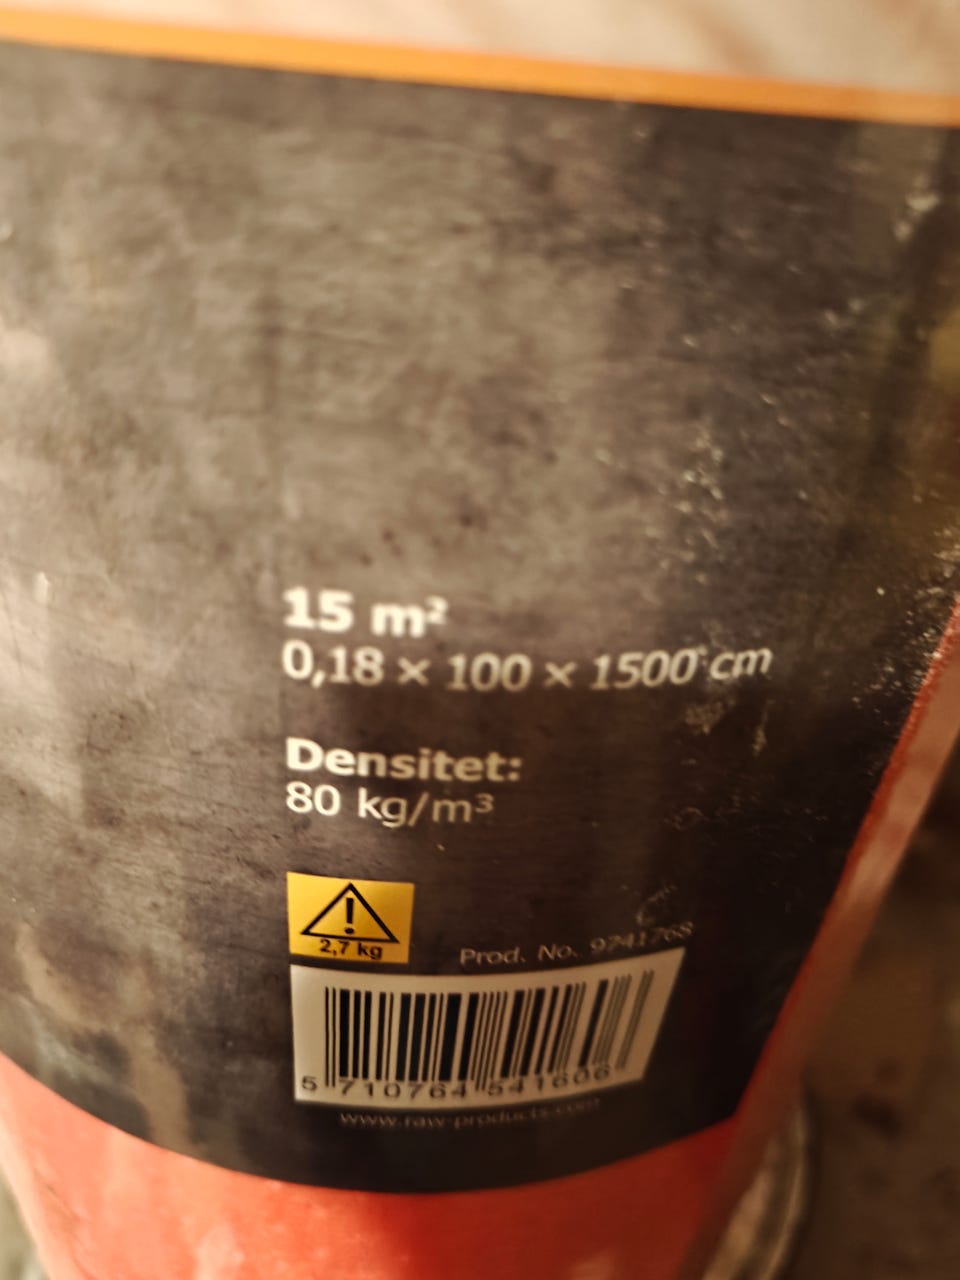 15 m²
0,18 × 100 × 1500 cm
Densitet:
80 kg/m³
!
2,7 kg
Prod. No. 9741768
5 710764 541606
www.raw-products.com